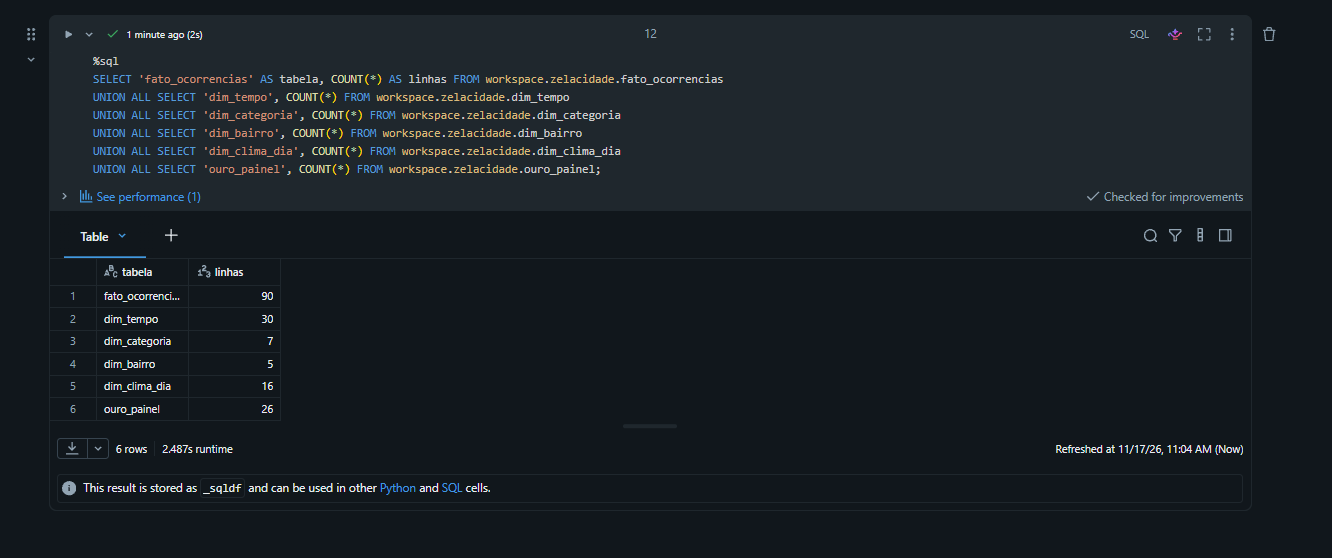 1 minute ago (2s)
12
SQL
%sql
SELECT 'fato_ocorrencias' AS tabela, COUNT(*) AS linhas FROM workspace.zelacidade.fato_ocorrencias
UNION ALL SELECT 'dim_tempo', COUNT(*) FROM workspace.zelacidade.dim_tempo
UNION ALL SELECT 'dim_categoria', COUNT(*) FROM workspace.zelacidade.dim_categoria
UNION ALL SELECT 'dim_bairro', COUNT(*) FROM workspace.zelacidade.dim_bairro
UNION ALL SELECT 'dim_clima_dia', COUNT(*) FROM workspace.zelacidade.dim_clima_dia
UNION ALL SELECT 'ouro_painel', COUNT(*) FROM workspace.zelacidade.ouro_painel;
See performance (1)
Checked for improvements
Table
ABC tabela 123 linhas
1 fato_ocorrenci... 90
2 dim_tempo 30
3 dim_categoria 7
4 dim_bairro 5
5 dim_clima_dia 16
6 ouro_painel 26
6 rows 2.487s runtime
Refreshed at 11/17/26, 11:04 AM (Now)
This result is stored as _sqldf and can be used in other Python and SQL cells.